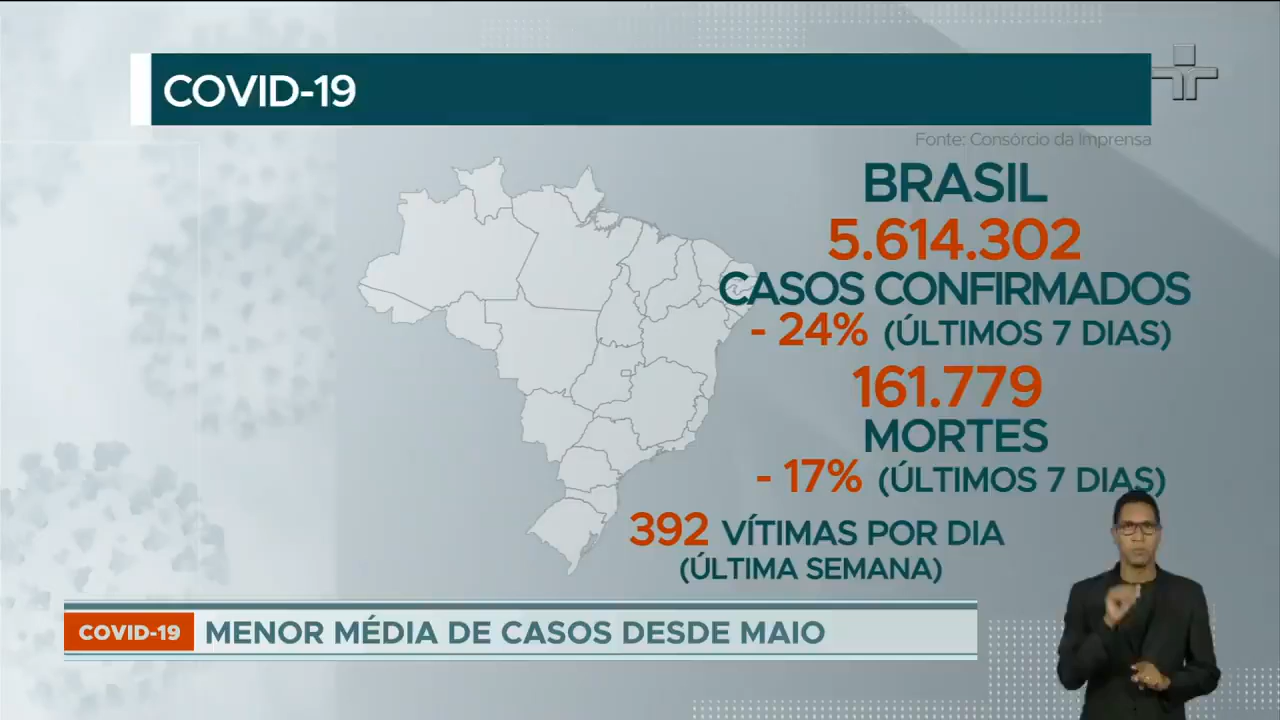 COVID-19
Fonte: Consórcio da Imprensa
BRASIL
5.614.302
CASOS CONFIRMADOS
- 24% (ÚLTIMOS 7 DIAS)
161.779
MORTES
- 17% (ÚLTIMOS 7 DIAS)
392 VÍTIMAS POR DIA
(ÚLTIMA SEMANA)
COVID-19 MENOR MÉDIA DE CASOS DESDE MAIO